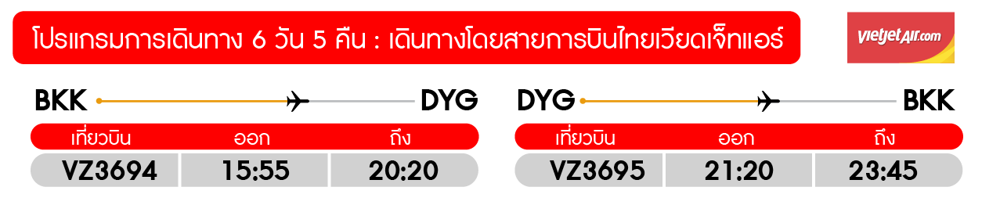 โปรแกรมการเดินทาง 6 วัน 5 คืน : เดินทางโดยสายการบินไทยเวียดเจ็ทแอร์
vietjetAir.com
BKK DYG
เที่ยวบิน ออก ถึง
VZ3694 15:55 20:20
DYG BKK
เที่ยวบิน ออก ถึง
VZ3695 21:20 23:45